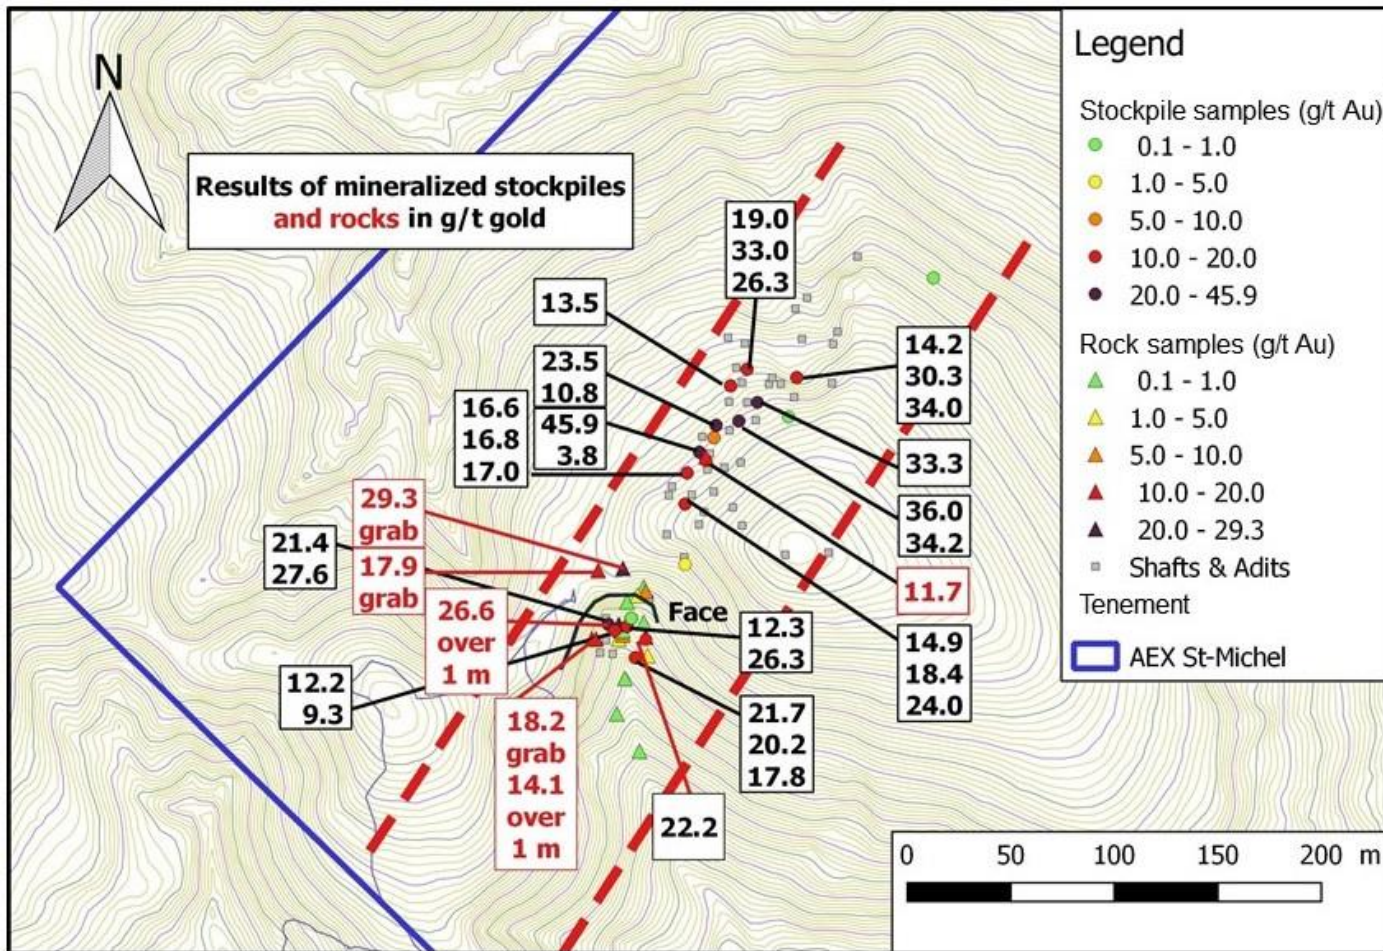 N
Results of mineralized stockpiles
and rocks in g/t gold
19.0
33.0
26.3
13.5
23.5
10.8
45.9
3.8
16.6
16.8
17.0
14.2
30.3
34.0
33.3
36.0
34.2
11.7
14.9
18.4
24.0
29.3
grab
17.9
grab
21.4
27.6
26.6
over
1 m
Face
12.3
26.3
12.2
9.3
18.2
grab
14.1
over
1 m
21.7
20.2
17.8
22.2
Legend
Stockpile samples (g/t Au)
0.1 - 1.0
1.0 - 5.0
5.0 - 10.0
10.0 - 20.0
20.0 - 45.9
Rock samples (g/t Au)
0.1 - 1.0
1.0 - 5.0
5.0 - 10.0
10.0 - 20.0
20.0 - 29.3
Shafts & Adits
Tenement
AEX St-Michel
0 50 100 150 200 m